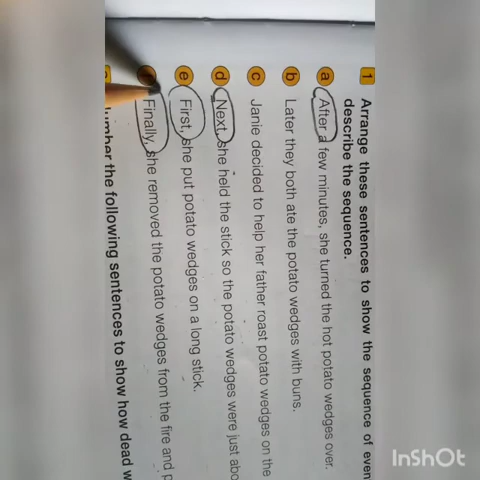 1 Arrange these sentences to show the sequence of
describe the sequence.
a After a few minutes, she turned the hot potato wedges over.
b Later they both ate the potato wedges with buns.
c Janie decided to help her father roast potato wedges on the
d Next, she held the stick so the potato wedges were just
e First, she put potato wedges on a long stick.
Finally, she removed the potato wedges from the fire and
the following sentences to show how dead
InShOt